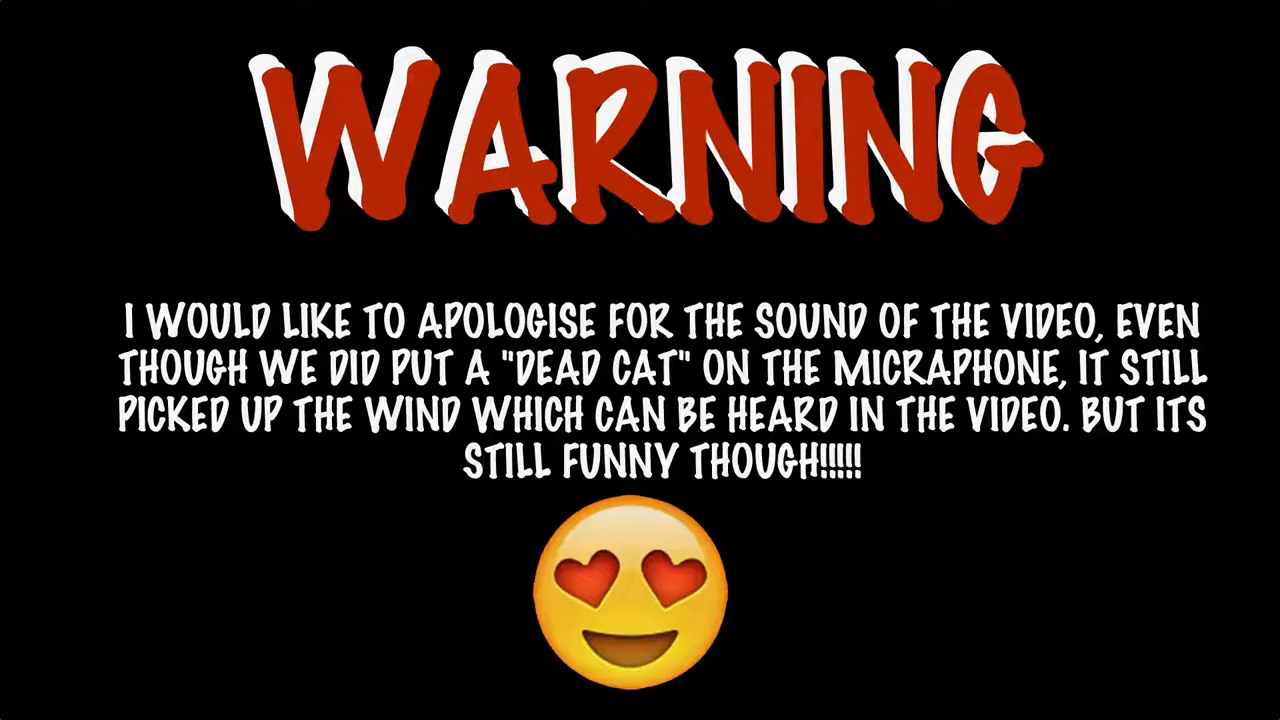 WARNING
I WOULD LIKE TO APOLOGISE FOR THE SOUND OF THE VIDEO, EVEN
THOUGH WE DID PUT A "DEAD CAT" ON THE MICRAPHONE, IT STILL
PICKED UP THE WIND WHICH CAN BE HEARD IN THE VIDEO. BUT ITS
STILL FUNNY THOUGH!!!!!